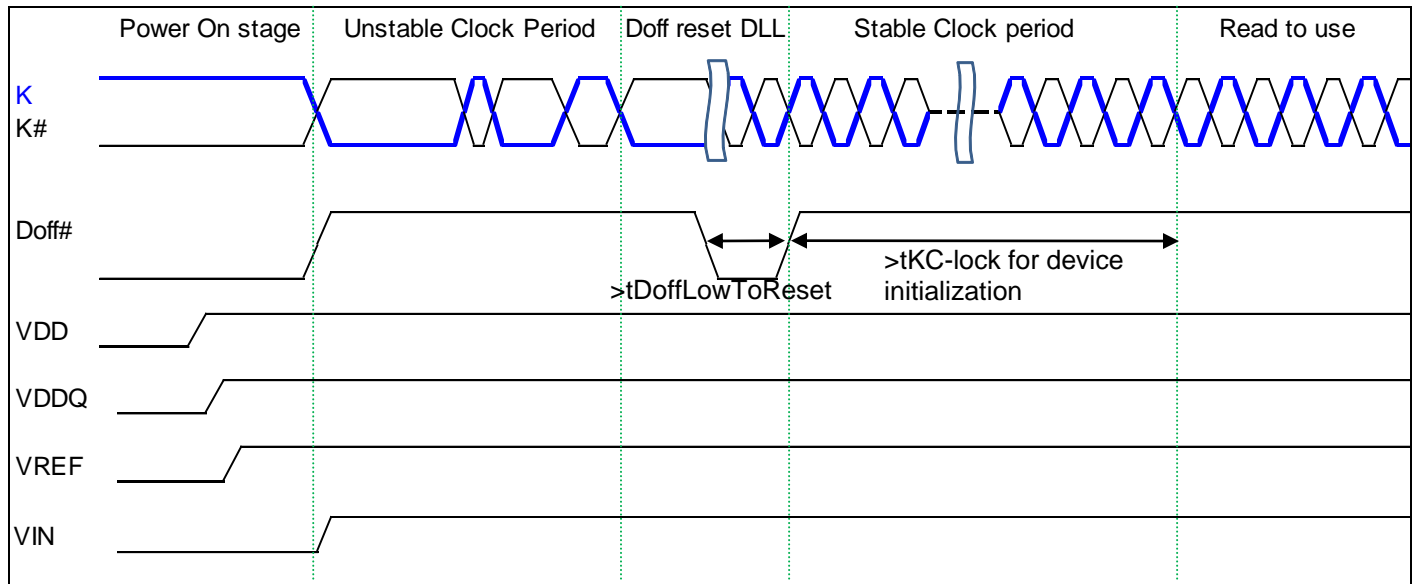 Power On stage
Unstable Clock Period
Doff reset DLL
Stable Clock period
Read to use
K
K#
Doff#
>tDoffLowToReset
>tKC-lock for device
initialization
VDD
VDDQ
VREF
VIN